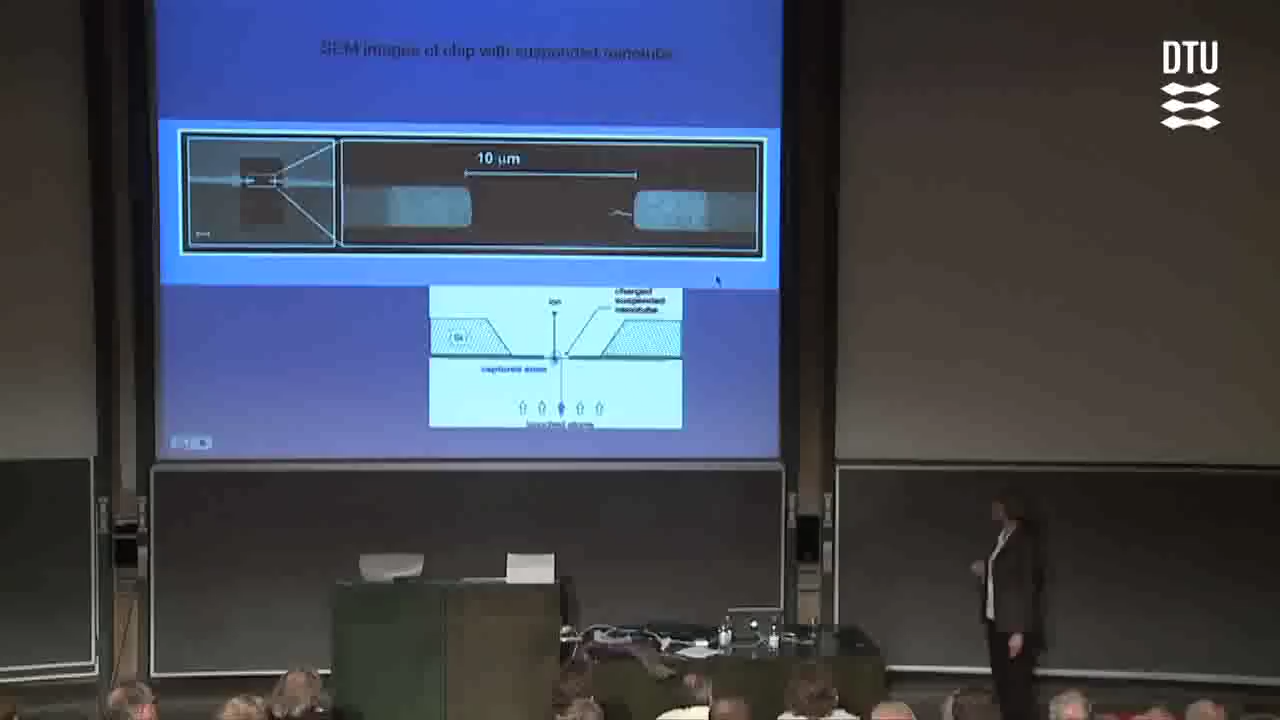 SEM images of chip with suspended nanotube
DTU
10 μm
ion
charged
suspended
nanotube
Si
captured atom
launched atoms